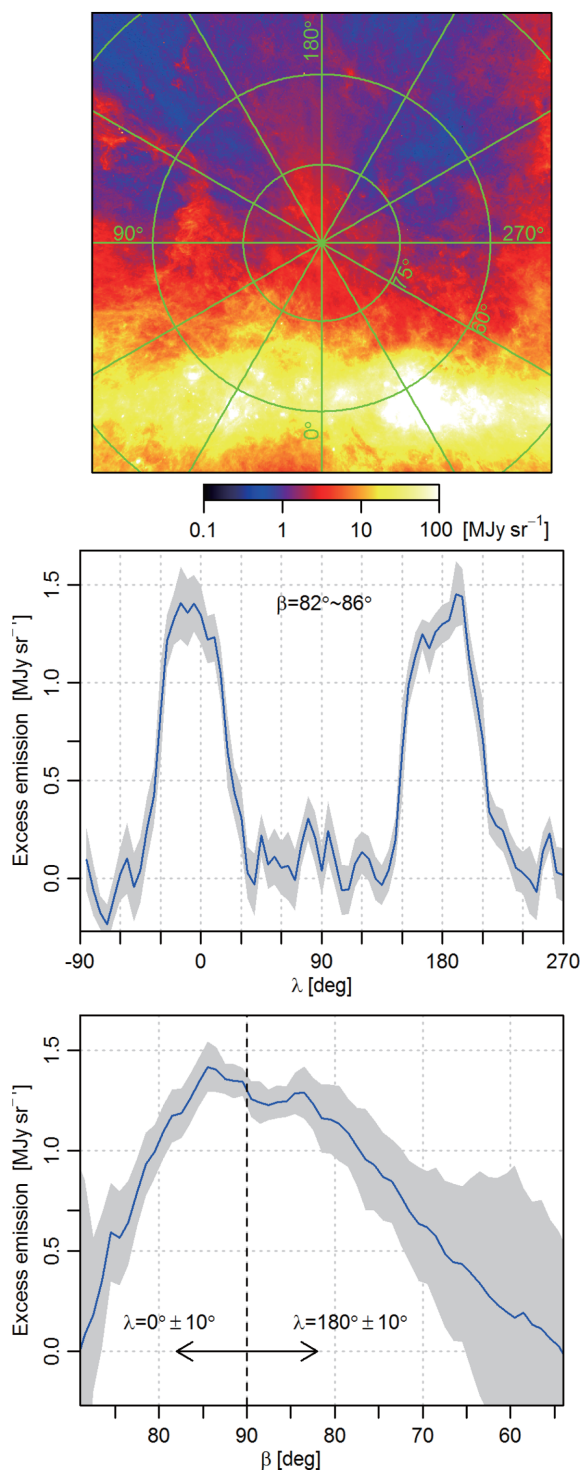 180°
90°
270°
75°
60°
0°
0.1 1 10 100 [MJy sr⁻¹]
Excess emission [MJy sr⁻¹]
0.0 0.5 1.0 1.5
β=82°~86°
-90 0 90 180 270
λ [deg]
Excess emission [MJy sr⁻¹]
0.0 0.5 1.0 1.5
λ=0°±10° λ=180°±10°
80 90 80 70 60
β [deg]